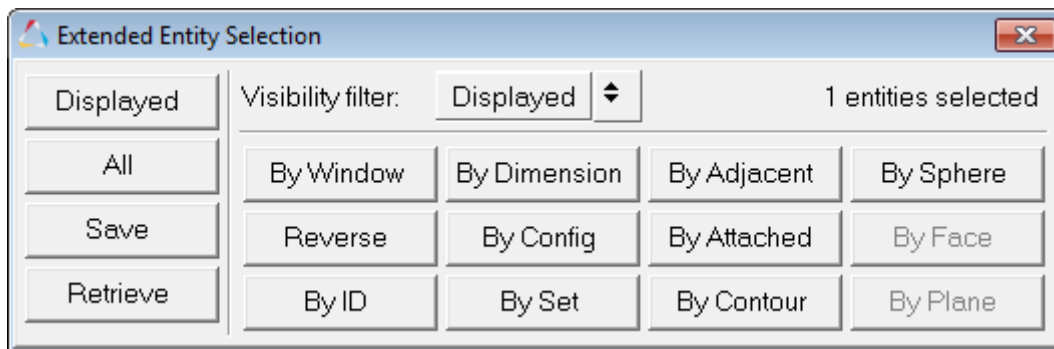 Extended Entity Selection
Displayed
All
Save
Retrieve
Visibility filter: Displayed 1 entities selected
By Window By Dimension By Adjacent By Sphere
Reverse By Config By Attached By Face
By ID By Set By Contour By Plane